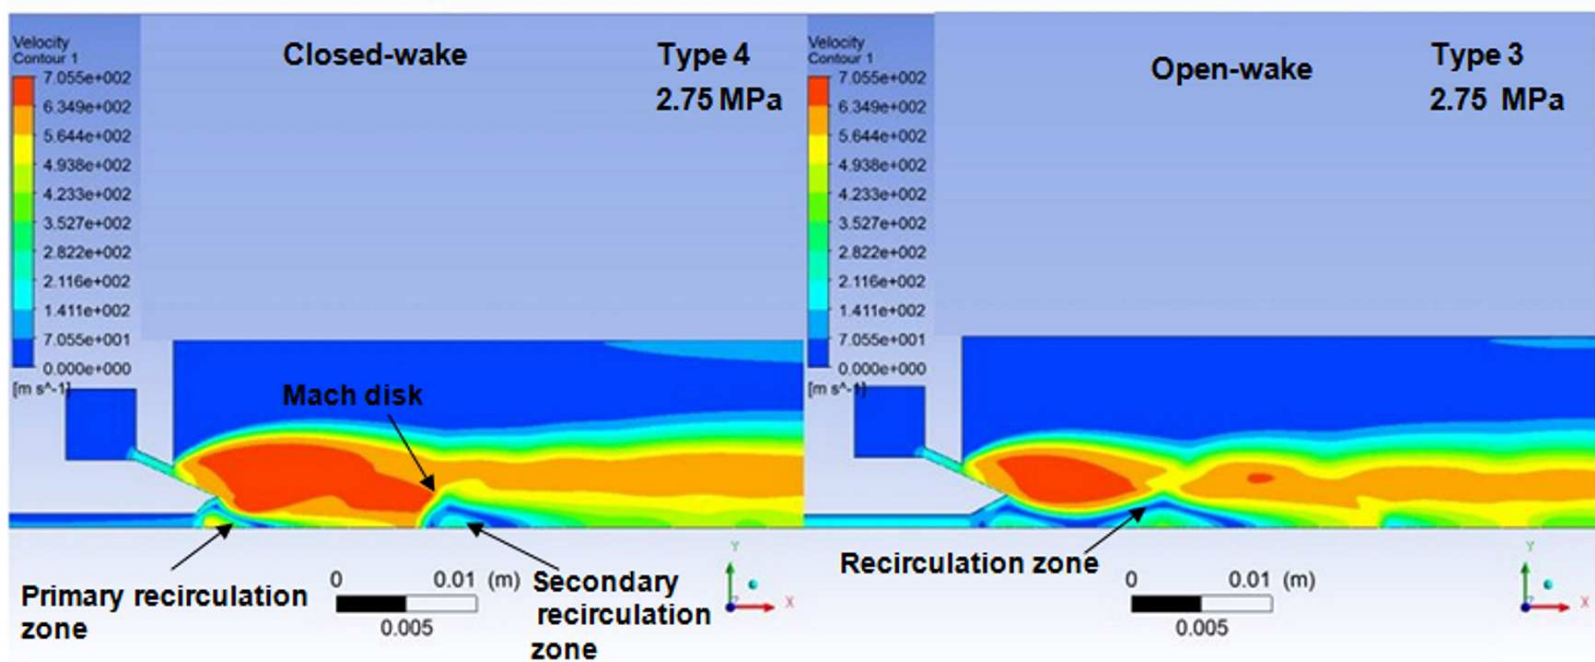 Velocity
Contour 1
7.055e+002
6.349e+002
5.644e+002
4.938e+002
4.233e+002
3.527e+002
2.822e+002
2.116e+002
1.411e+002
7.055e+001
0.000e+000
[m s^-1]
Closed-wake
Type 4
2.75 MPa
Mach disk
Primary recirculation
zone
0
0.01 (m)
0.005
Secondary
recirculation
zone
Y
X
Z
Velocity
Contour 1
7.055e+002
6.349e+002
5.644e+002
4.938e+002
4.233e+002
3.527e+002
2.822e+002
2.116e+002
1.411e+002
7.055e+001
0.000e+000
[m s^-1]
Open-wake
Type 3
2.75 MPa
Recirculation zone
0
0.01 (m)
0.005
Y
X